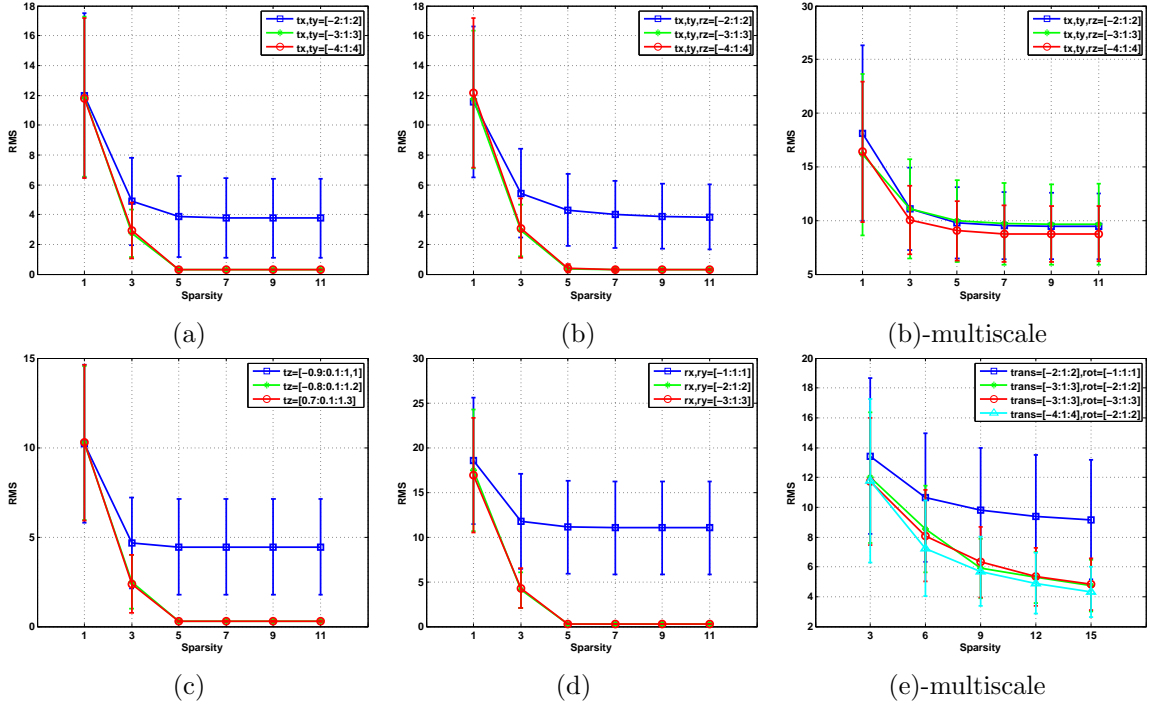 18
16
14
12
10
8
6
4
2
0
RMS
1 3 5 7 9 11
Sparsity
tx,ty=[−2:1:2]
tx,ty=[−3:1:3]
tx,ty=[−4:1:4]
(a)
18
16
14
12
10
8
6
4
2
0
RMS
1 3 5 7 9 11
Sparsity
tx,ty,rz=[−2:1:2]
tx,ty,rz=[−3:1:3]
tx,ty,rz=[−4:1:4]
(b)
30
25
20
15
10
5
RMS
1 3 5 7 9 11
Sparsity
tx,ty,rz=[−2:1:2]
tx,ty,rz=[−3:1:3]
tx,ty,rz=[−4:1:4]
(b)-multiscale
15
10
5
0
RMS
1 3 5 7 9 11
Sparsity
tz=[−0.9:0.1:1,1]
tz=[−0.8:0.1:1.2]
tz=[0.7:0.1:1.3]
(c)
30
25
20
15
10
5
0
RMS
1 3 5 7 9 11
Sparsity
rx,ry=[−1:1:1]
rx,ry=[−2:1:2]
rx,ry=[−3:1:3]
(d)
20
18
16
14
12
10
8
6
4
2
RMS
3 6 9 12 15
Sparsity
trans=[−2:1:2],rot=[−1:1:1]
trans=[−3:1:3],rot=[−2:1:2]
trans=[−3:1:3],rot=[−3:1:3]
trans=[−4:1:4],rot=[−2:1:2]
(e)-multiscale